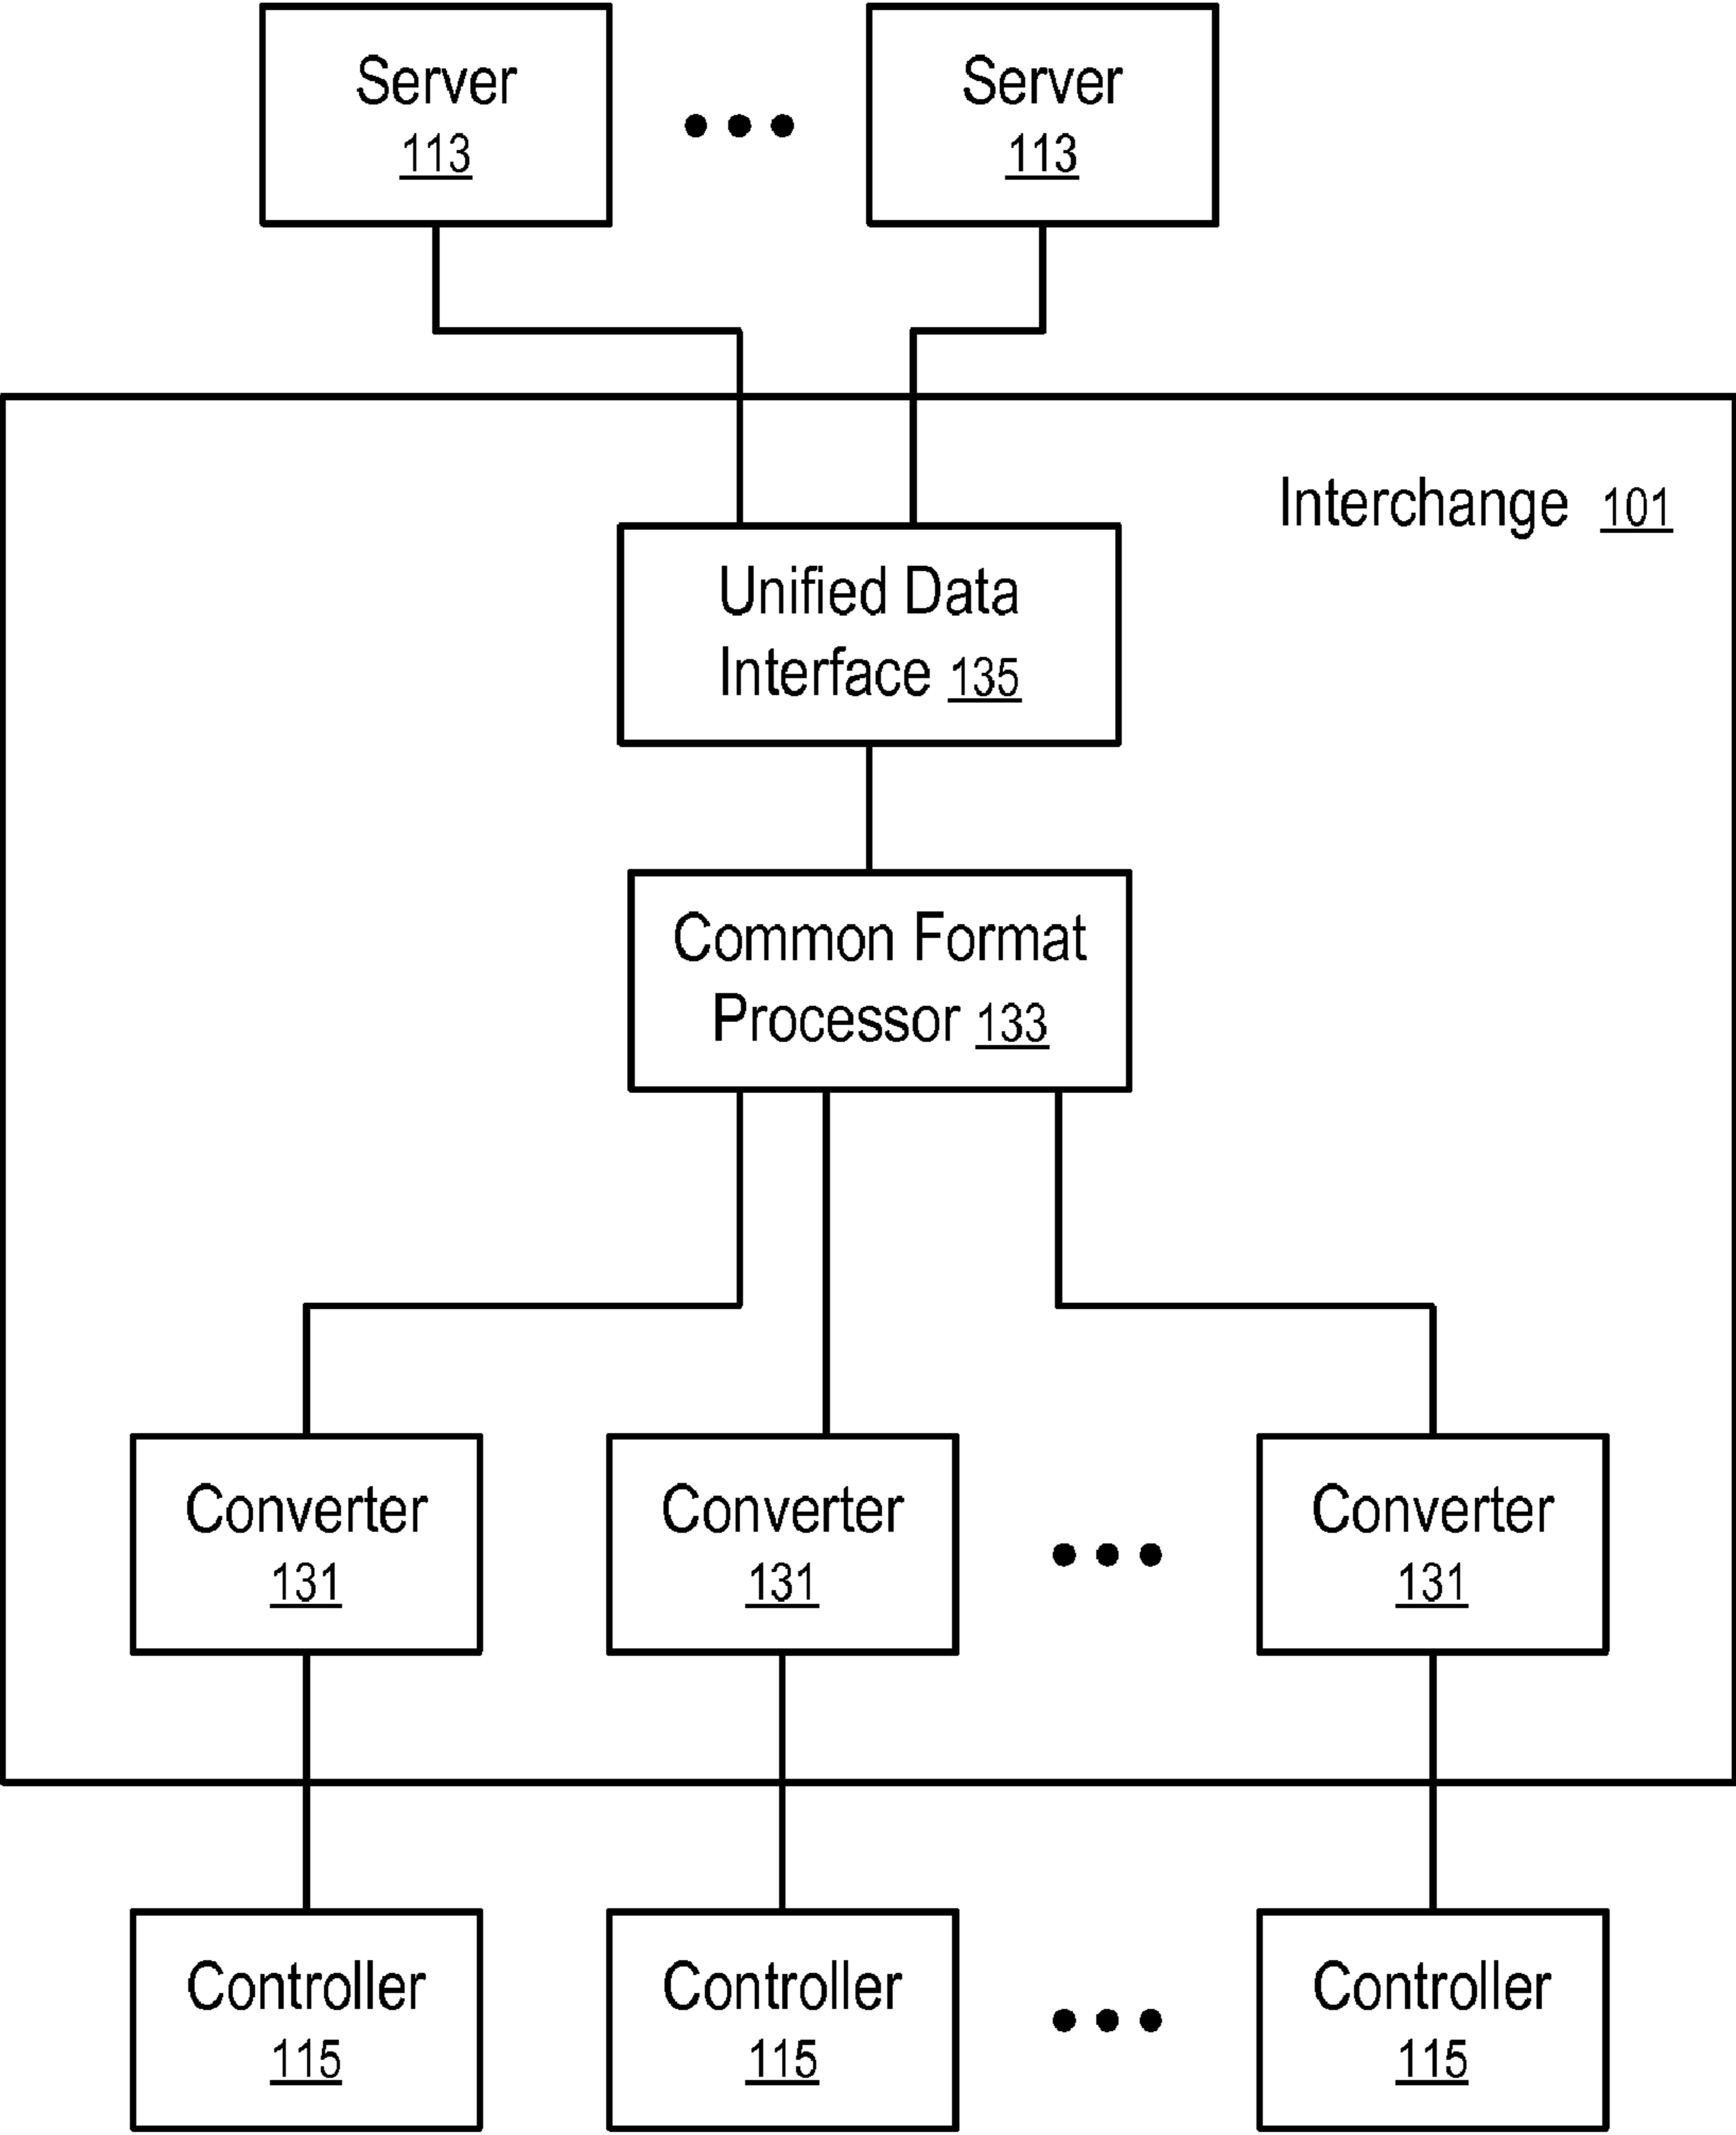 Server
113
Server
113
Interchange 101
Unified Data
Interface 135
Common Format
Processor 133
Converter
131
Converter
131
Converter
131
Controller
115
Controller
115
Controller
115